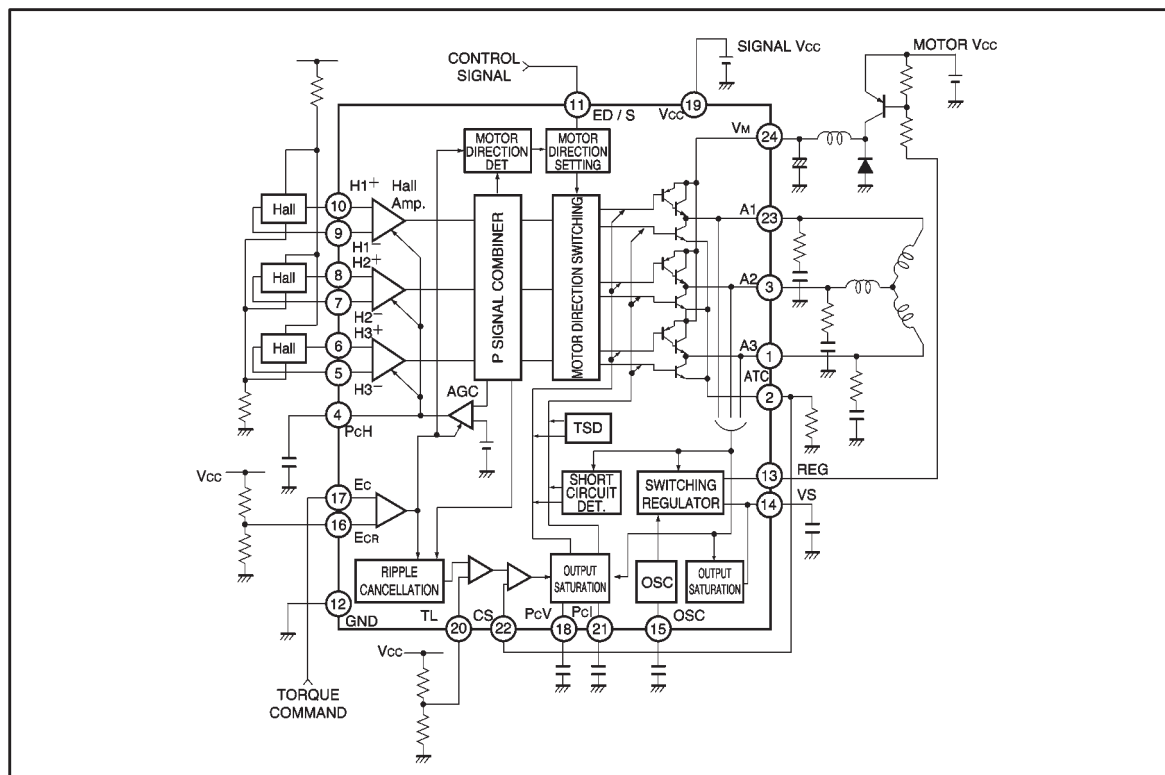 CONTROL
SIGNAL
SIGNAL VCC
MOTOR VCC
11
ED / S
19
VCC
VM
24
MOTOR
DIRECTION
DET
MOTOR
DIRECTION
SETTING
H1+
Hall
Amp.
Hall
10
9
H1-
A1
23
H2+
Hall
8
7
H2-
A2
3
H3+
Hall
6
5
H3-
A3
1
P SIGNAL COMBINER
MOTOR DIRECTION SWITCHING
ATC
2
AGC
4
PCH
TSD
VCC
EC
17
16
ECR
SHORT
CIRCUIT
DET.
SWITCHING
REGULATOR
13
REG
14
VS
RIPPLE
CANCELLATION
OUTPUT
SATURATION
OSC
OUTPUT
SATURATION
12
GND
TL
20
CS
22
PCV
18
PCI
21
15
OSC
VCC
TORQUE
COMMAND